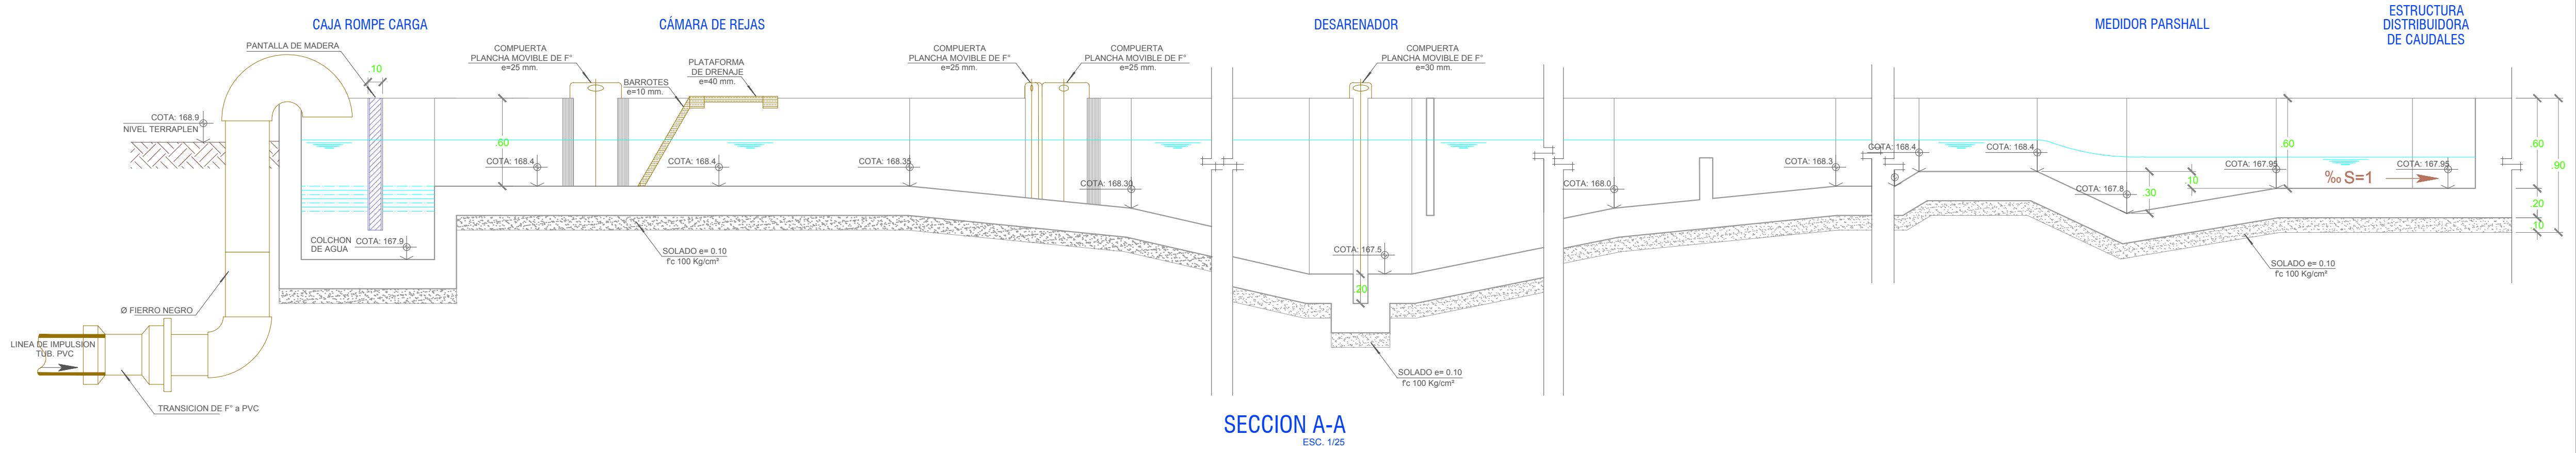 CAJA ROMPE CARGA
CÁMARA DE REJAS
DESARENADOR
MEDIDOR PARSHALL
ESTRUCTURA
DISTRIBUIDORA
DE CAUDALES
PANTALLA DE MADERA
.10
COMPUERTA
PLANCHA MOVIBLE DE F°
e=25 mm.
BARROTES
e=10 mm.
PLATAFORMA
DE DRENAJE
e=40 mm.
COMPUERTA
PLANCHA MOVIBLE DE F°
e=25 mm.
COMPUERTA
PLANCHA MOVIBLE DE F°
e=25 mm.
COMPUERTA
PLANCHA MOVIBLE DE F°
e=30 mm.
COTA: 168.9
NIVEL TERRAPLEN
.60
COTA: 168.4
COTA: 168.4
COTA: 168.35
COTA: 168.30
COTA: 168.0
COTA: 168.3
COTA: 168.4
COTA: 168.4
COTA: 167.8
.30
.10
COTA: 167.95
.60
‰ S=1
COTA: 167.95
.60
.90
.20
.10
COLCHON
DE AGUA
COTA: 167.9
SOLADO e= 0.10
f'c 100 Kg/cm²
COTA: 167.5
.20
SOLADO e= 0.10
f'c 100 Kg/cm²
SOLADO e= 0.10
f'c 100 Kg/cm²
Ø FIERRO NEGRO
LINEA DE IMPULSION
TUB. PVC
TRANSICION DE F° a PVC
SECCION A-A
ESC. 1/25